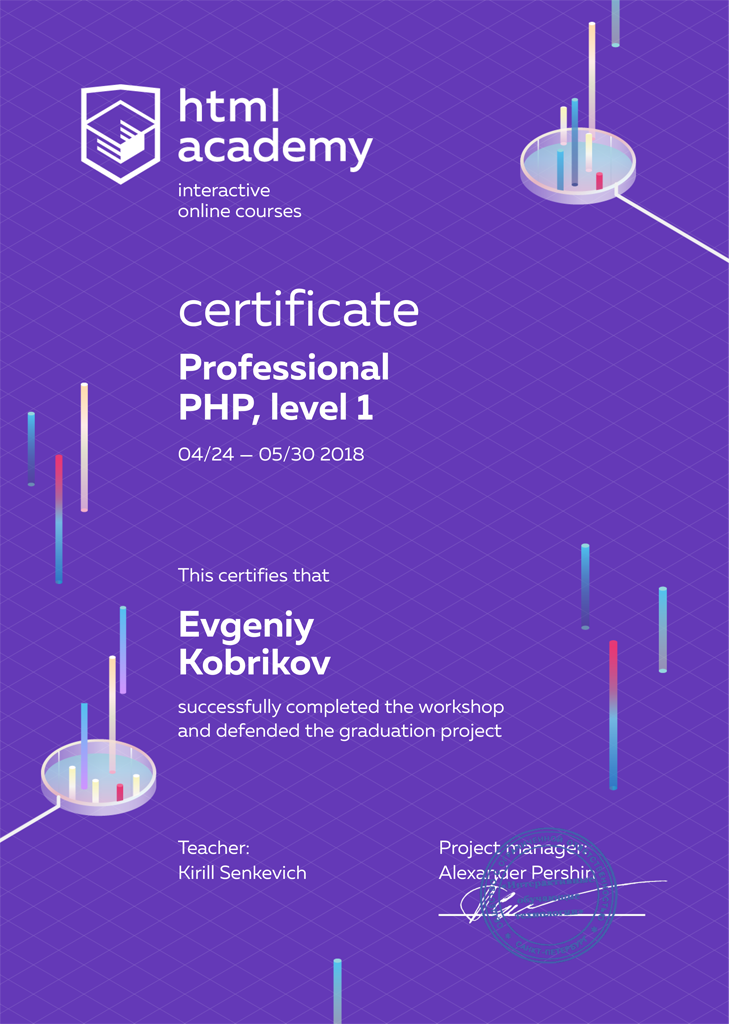 html
academy
interactive
online courses
certificate
Professional
PHP, level 1
04/24 — 05/30 2018
This certifies that
Evgeniy
Kobrikov
successfully completed the workshop
and defended the graduation project
Teacher:
Kirill Senkevich
Project manager:
Alexander Pershin